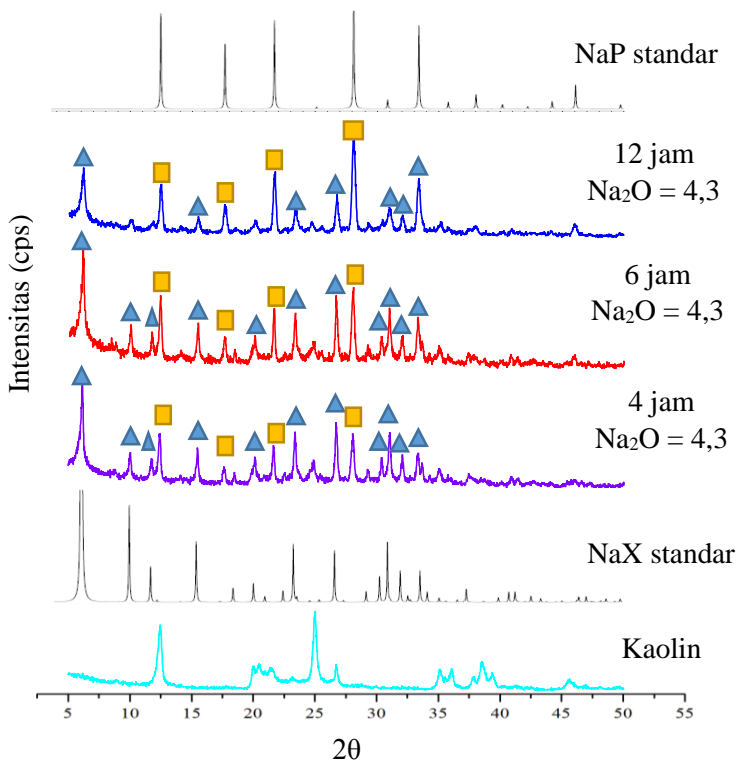 NaP standar
12 jam
Na₂O = 4,3
6 jam
Na₂O = 4,3
4 jam
Na₂O = 4,3
NaX standar
Kaolin
Intensitas (cps)
5 10 15 20 25 30 35 40 45 50 55
2θ